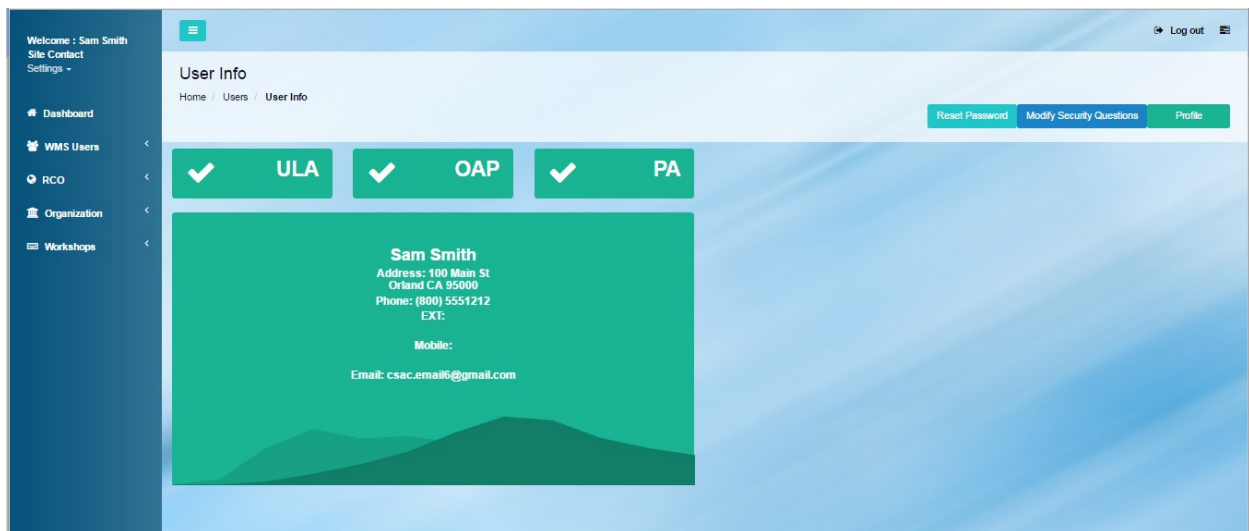 Welcome : Sam Smith
Site Contact
Settings
Dashboard
WMS Users
RCO
Organization
Workshops
Log out
User Info
Home / Users / User Info
Reset Password
Modify Security Questions
Profile
ULA
OAP
PA
Sam Smith
Address: 100 Main St
Orland CA 95000
Phone: (800) 5551212
EXT:
Mobile:
Email: csac.email6@gmail.com